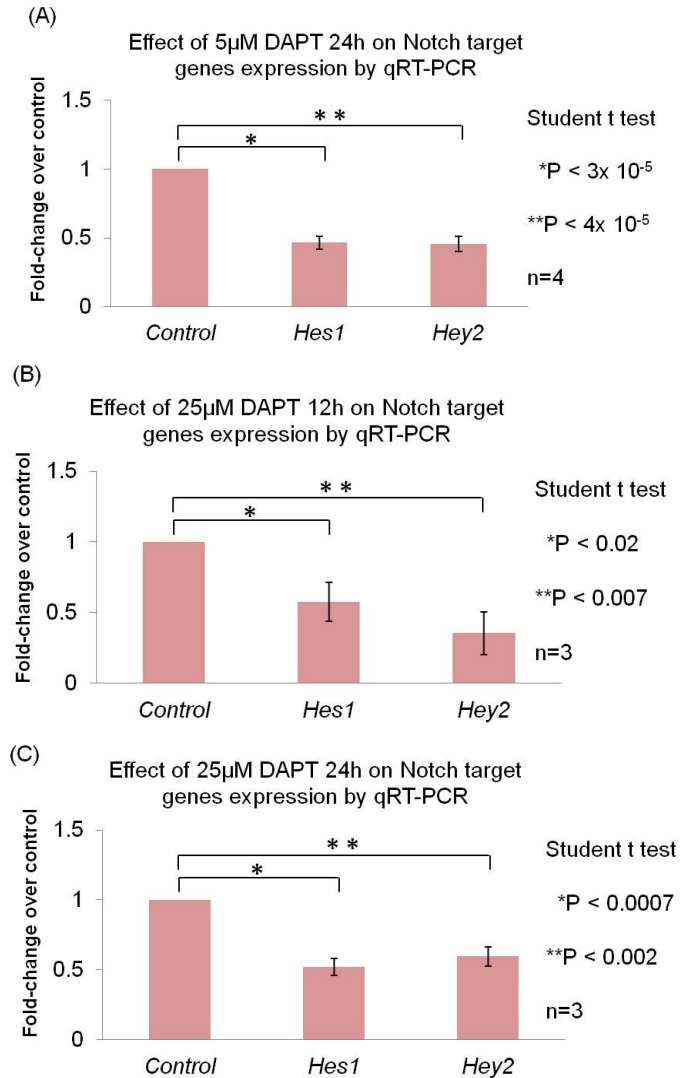 (A)
Effect of 5µM DAPT 24h on Notch target
genes expression by qRT-PCR
Fold-change over control
1.5
1
0.5
0
* *
*
Control Hes1 Hey2
Student t test
*P < 3x 10⁻⁵
**P < 4x 10⁻⁵
n=4
(B)
Effect of 25µM DAPT 12h on Notch target
genes expression by qRT-PCR
Fold-change over control
1.5
1
0.5
0
* *
*
Control Hes1 Hey2
Student t test
*P < 0.02
**P < 0.007
n=3
(C)
Effect of 25µM DAPT 24h on Notch target
genes expression by qRT-PCR
Fold-change over control
1.5
1
0.5
0
* *
*
Control Hes1 Hey2
Student t test
*P < 0.0007
**P < 0.002
n=3